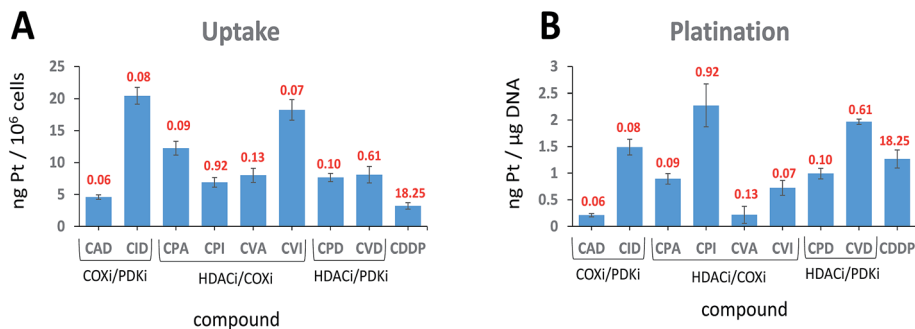 A
Uptake
ng Pt / 10⁶ cells
25
20
15
10
5
0
0.06
0.08
0.09
0.92
0.13
0.07
0.10
0.61
18.25
CAD CID CPA CPI CVA CVI CPD CVD CDDP
COXi/PDKi HDACi/COXi HDACi/PDKi
compound
B
Platination
ng Pt / µg DNA
3
2.5
2
1.5
1
0.5
0
0.06
0.08
0.09
0.92
0.13
0.07
0.10
0.61
18.25
CAD CID CPA CPI CVA CVI CPD CVD CDDP
COXi/PDKi HDACi/COXi HDACi/PDKi
compound